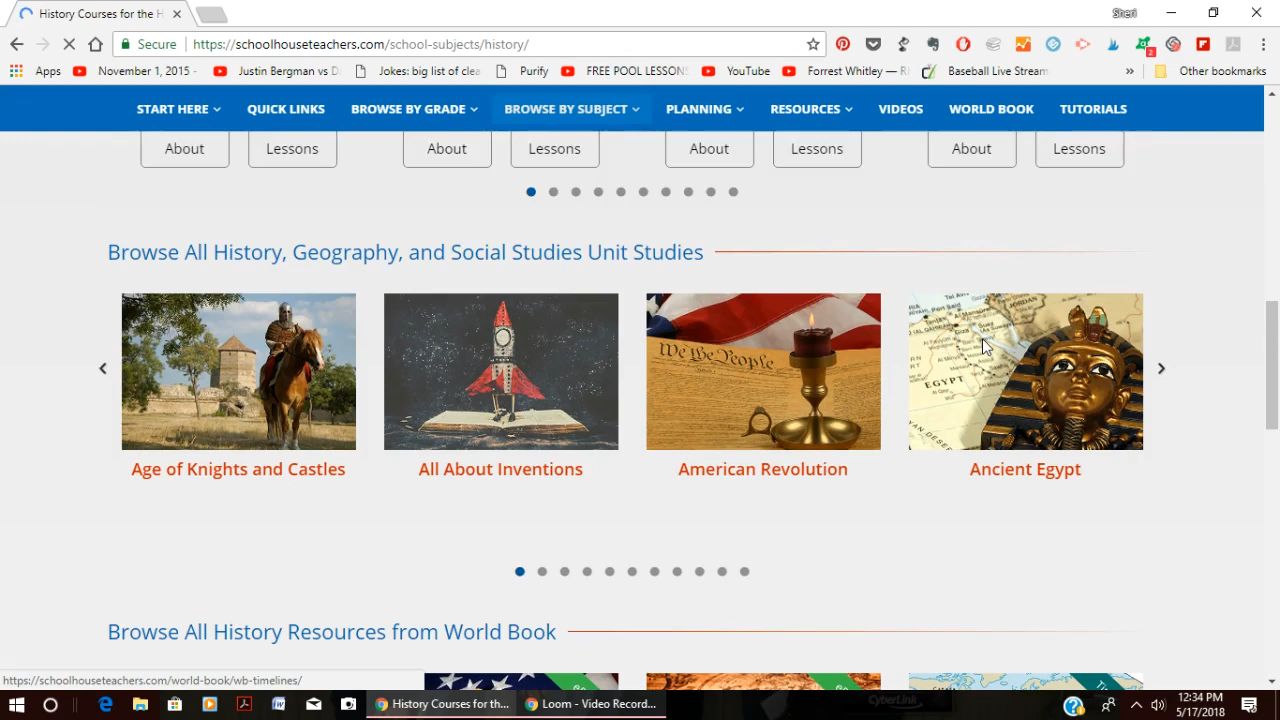 History Courses for the H
Sheri
Secure
https://schoolhouseteachers.com/school-subjects/history/
2
Apps
November 1, 2015 -
Justin Bergman vs D
Jokes: big list of clea
Purify
FREE POOL LESSONS
YouTube
Forrest Whitley — R
Baseball Live Stream
»
Other bookmarks
START HERE
QUICK LINKS
BROWSE BY GRADE
BROWSE BY SUBJECT
PLANNING
RESOURCES
VIDEOS
WORLD BOOK
TUTORIALS
About
Lessons
About
Lessons
About
Lessons
About
Lessons
Browse All History, Geography, and Social Studies Unit Studies
We the People
JORDAN
EGYPT
Age of Knights and Castles
All About Inventions
American Revolution
Ancient Egypt
Browse All History Resources from World Book
https://schoolhouseteachers.com/world-book/wb-timelines/
History Courses for th...
Loom - Video Record...
CyberLink
12:34 PM
5/17/2018